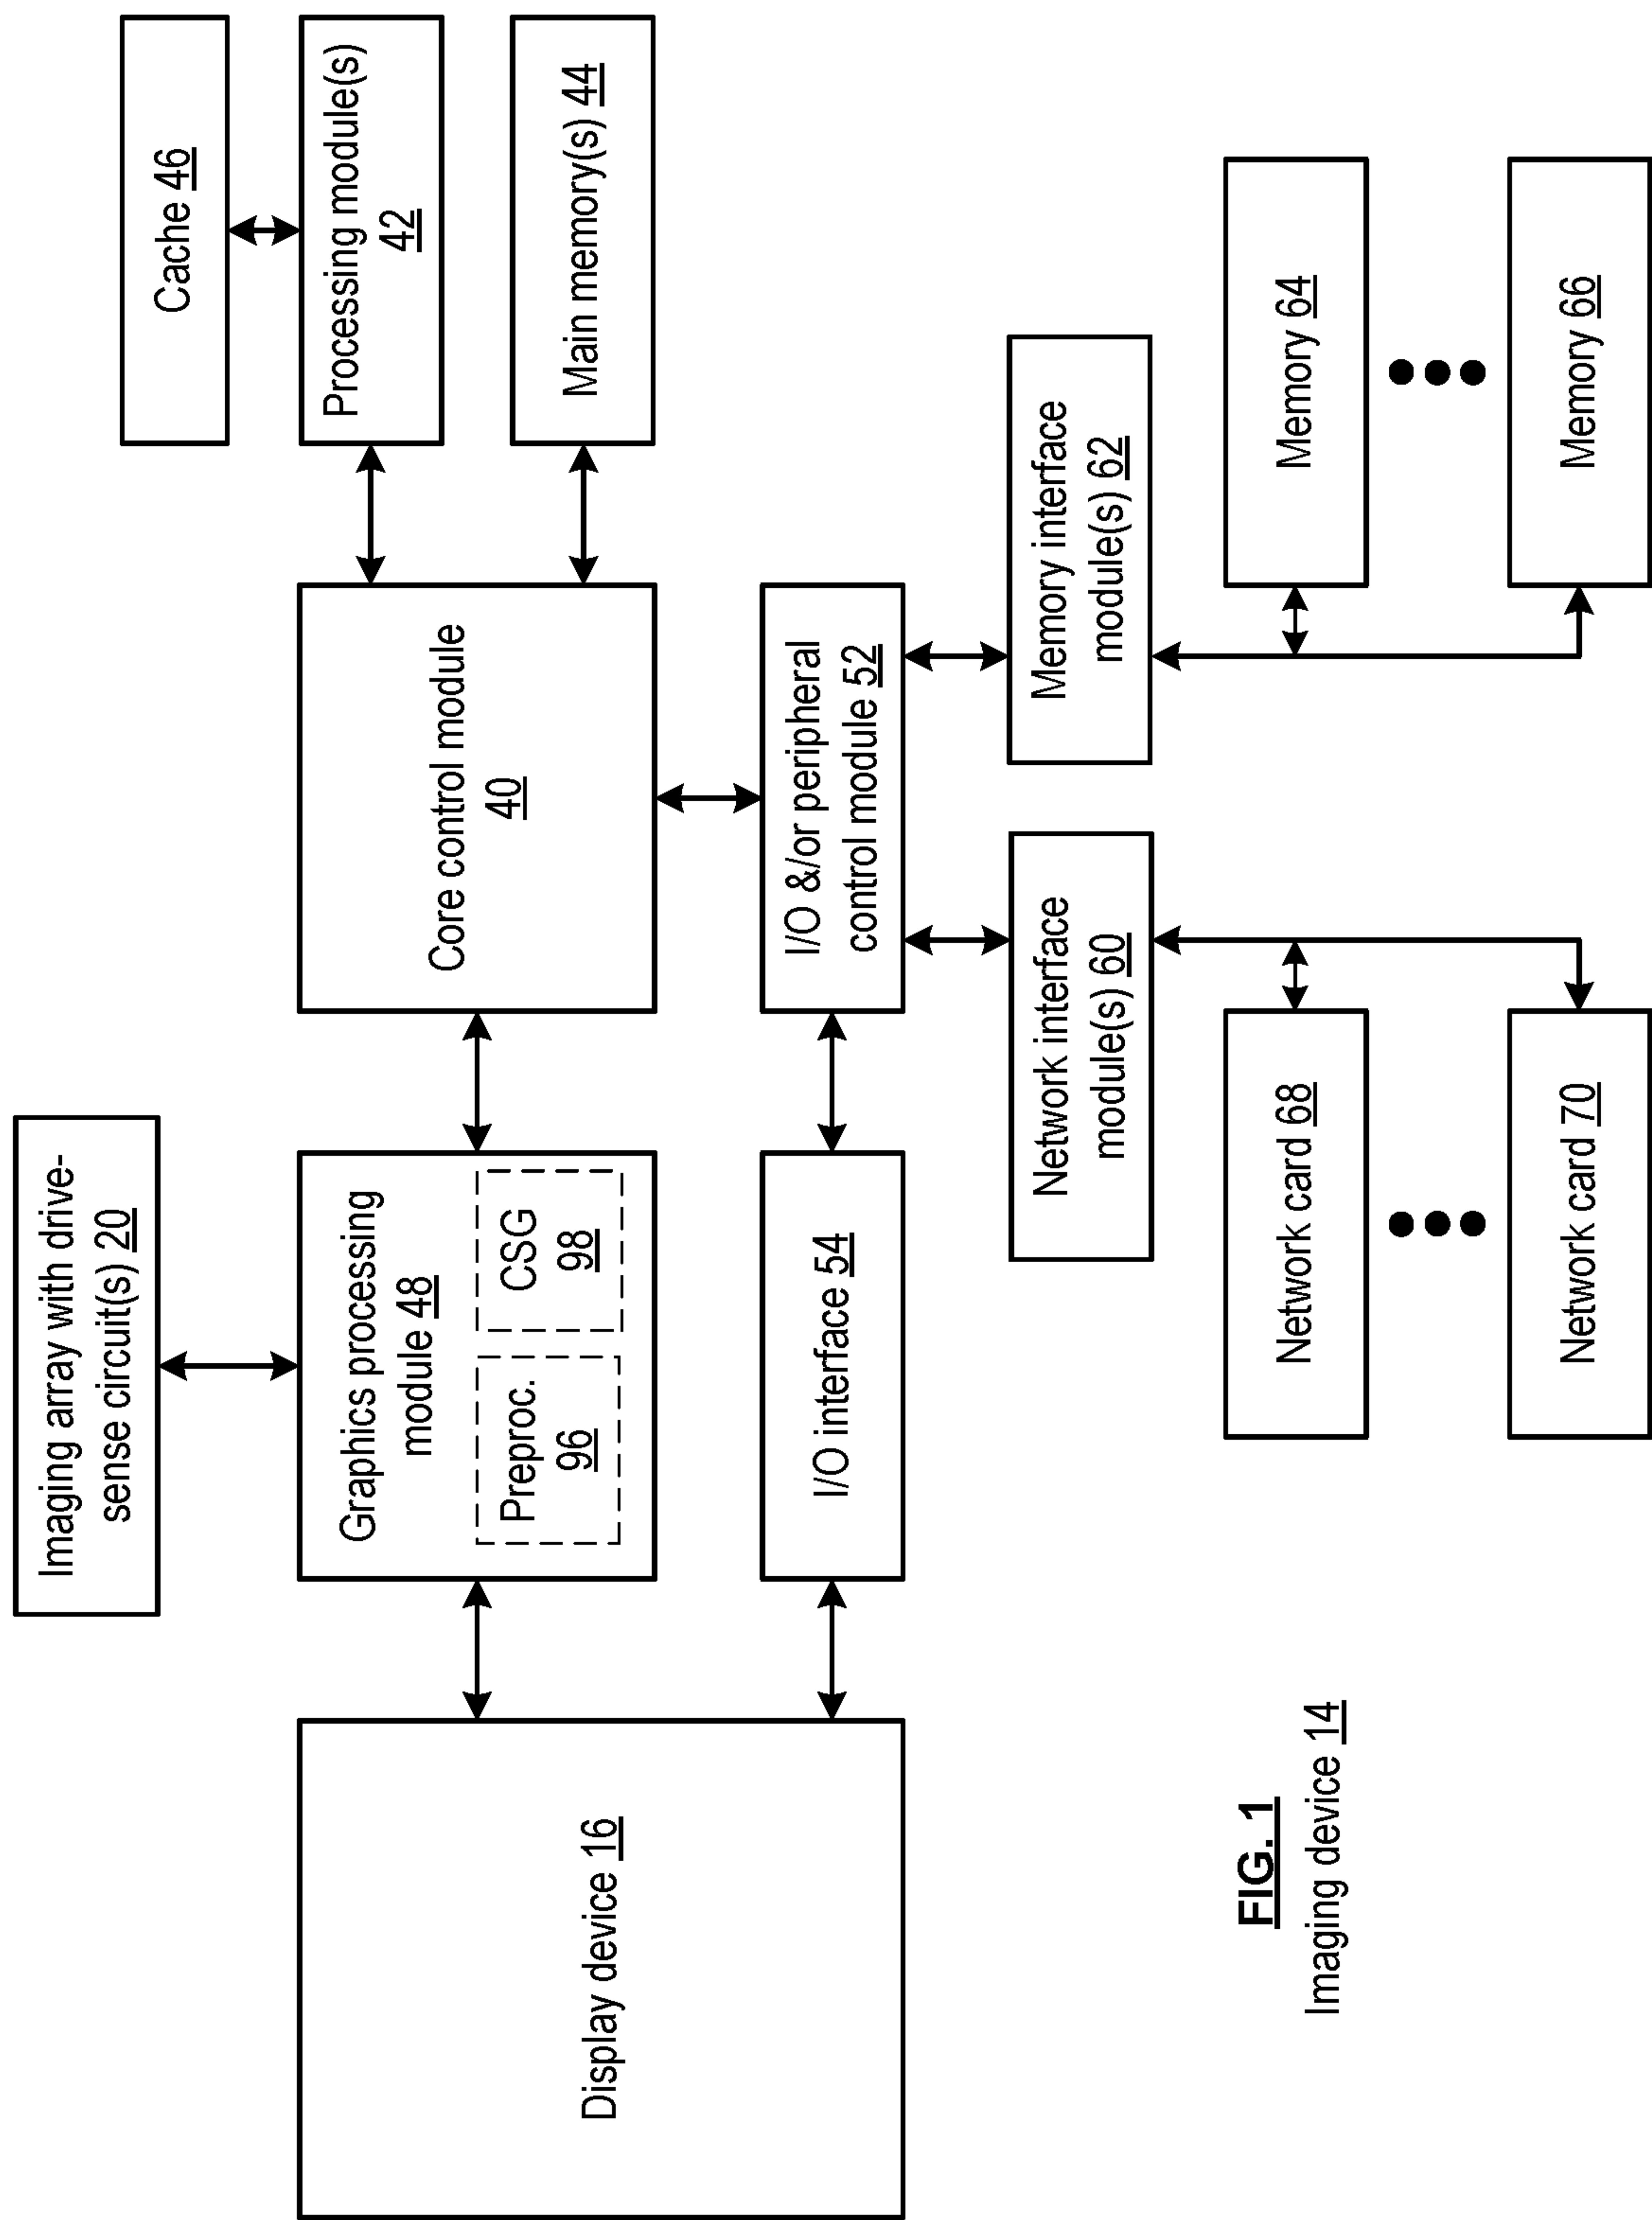 Imaging array with drive-
sense circuit(s) 20
Cache 46
Display device 16
Graphics processing
module 48
Preproc.
96
CSG
98
Core control module
40
Processing module(s)
42
Main memory(s) 44
I/O interface 54
I/O &/or peripheral
control module 52
Network interface
module(s) 60
Memory interface
module(s) 62
Network card 68
Memory 64
Network card 70
Memory 66
FIG. 1
Imaging device 14